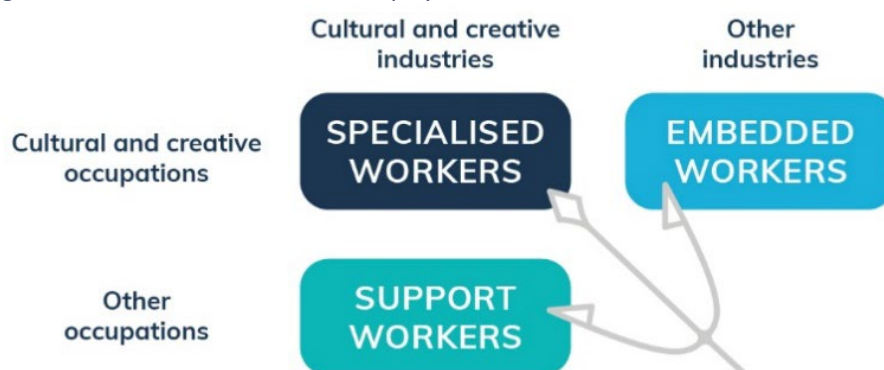 Cultural and creative
industries
Other
industries
Cultural and creative
occupations
SPECIALISED
WORKERS
EMBEDDED
WORKERS
Other
occupations
SUPPORT
WORKERS